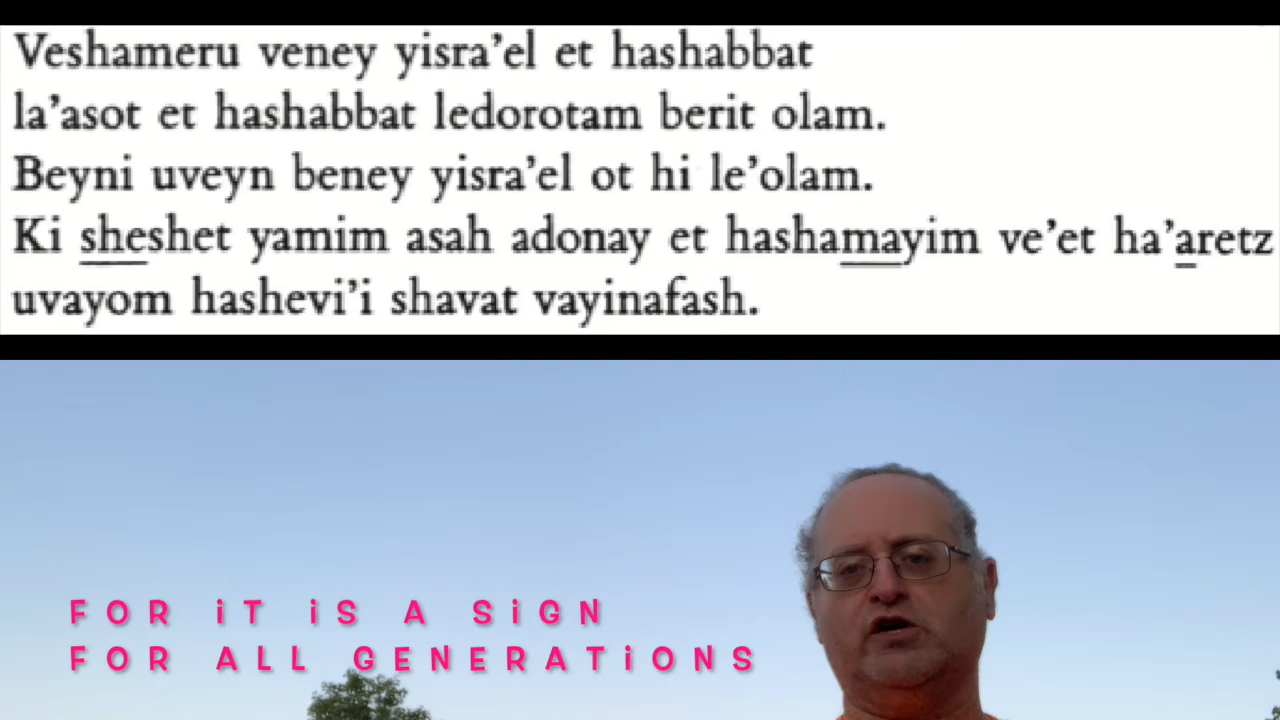 Veshameru veney yisra’el et hashabbat
la’asot et hashabbat ledorotam berit olam.
Beyni uveyn beney yisra’el ot hi le’olam.
Ki sheshet yamim asah adonay et hashamayim ve’et ha’aretz
uvayom hashevi’i shavat vayinafash.
FOR iT iS A SiGN
FOR ALL GENERATiONS